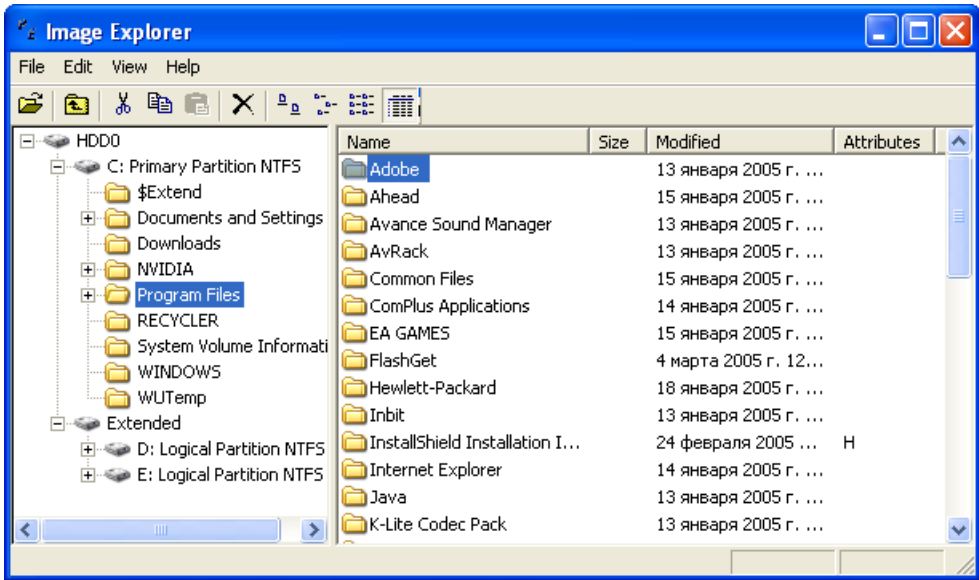 Image Explorer
File Edit View Help
HDD0
C: Primary Partition NTFS
$Extend
Documents and Settings
Downloads
NVIDIA
Program Files
RECYCLER
System Volume Informati
WINDOWS
WUTemp
Extended
D: Logical Partition NTFS
E: Logical Partition NTFS
Name Size Modified Attributes
Adobe 13 января 2005 г. ...
Ahead 15 января 2005 г. ...
Avance Sound Manager 13 января 2005 г. ...
AvRack 13 января 2005 г. ...
Common Files 15 января 2005 г. ...
ComPlus Applications 14 января 2005 г. ...
EA GAMES 15 января 2005 г. ...
FlashGet 4 марта 2005 г. 12...
Hewlett-Packard 18 января 2005 г. ...
Inbit 13 января 2005 г. ...
InstallShield Installation I... 24 февраля 2005 ... H
Internet Explorer 14 января 2005 г. ...
Java 13 января 2005 г. ...
K-Lite Codec Pack 13 января 2005 г. ...